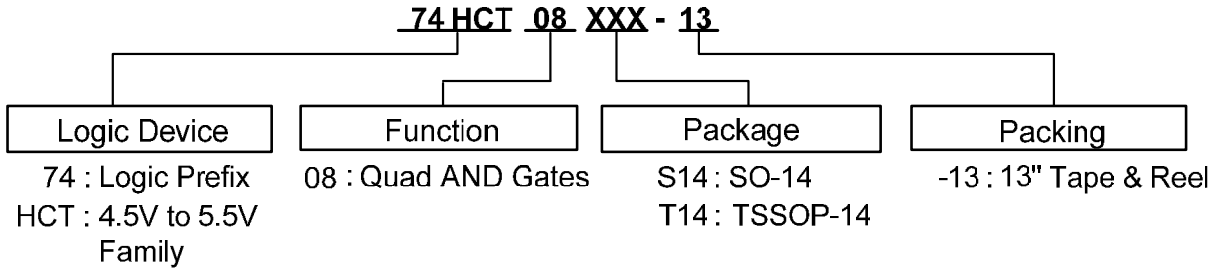 74 HCT 08 XXX - 13
Logic Device
Function
Package
Packing
74 : Logic Prefix
HCT : 4.5V to 5.5V
Family
08 : Quad AND Gates
S14 : SO-14
T14 : TSSOP-14
-13 : 13" Tape & Reel